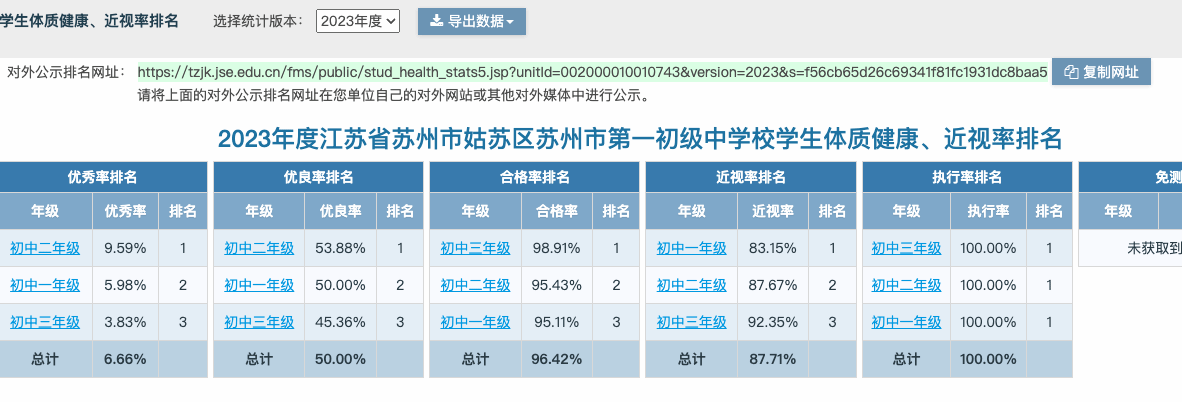 学生体质健康、近视率排名 选择统计版本： 2023年度 导出数据
对外公示排名网址： https://tzjk.jse.edu.cn/fms/public/stud_health_stats5.jsp?unitId=002000010010743&version=2023&s=f56cb65d26c69341f81fc1931dc8baa5 复制网址
请将上面的对外公示排名网址在您单位自己的对外网站或其他对外媒体中进行公示。
2023年度江苏省苏州市姑苏区苏州市第一初级中学校学生体质健康、近视率排名
优秀率排名 优良率排名 合格率排名 近视率排名 执行率排名 免测
年级 优秀率 排名 年级 优良率 排名 年级 合格率 排名 年级 近视率 排名 年级 执行率 排名 年级
初中二年级 9.59% 1 初中二年级 53.88% 1 初中三年级 98.91% 1 初中一年级 83.15% 1 初中三年级 100.00% 1 未获取到
初中一年级 5.98% 2 初中一年级 50.00% 2 初中二年级 95.43% 2 初中二年级 87.67% 2 初中二年级 100.00% 1
初中三年级 3.83% 3 初中三年级 45.36% 3 初中一年级 95.11% 3 初中三年级 92.35% 3 初中一年级 100.00% 1
总计 6.66% 总计 50.00% 总计 96.42% 总计 87.71% 总计 100.00%